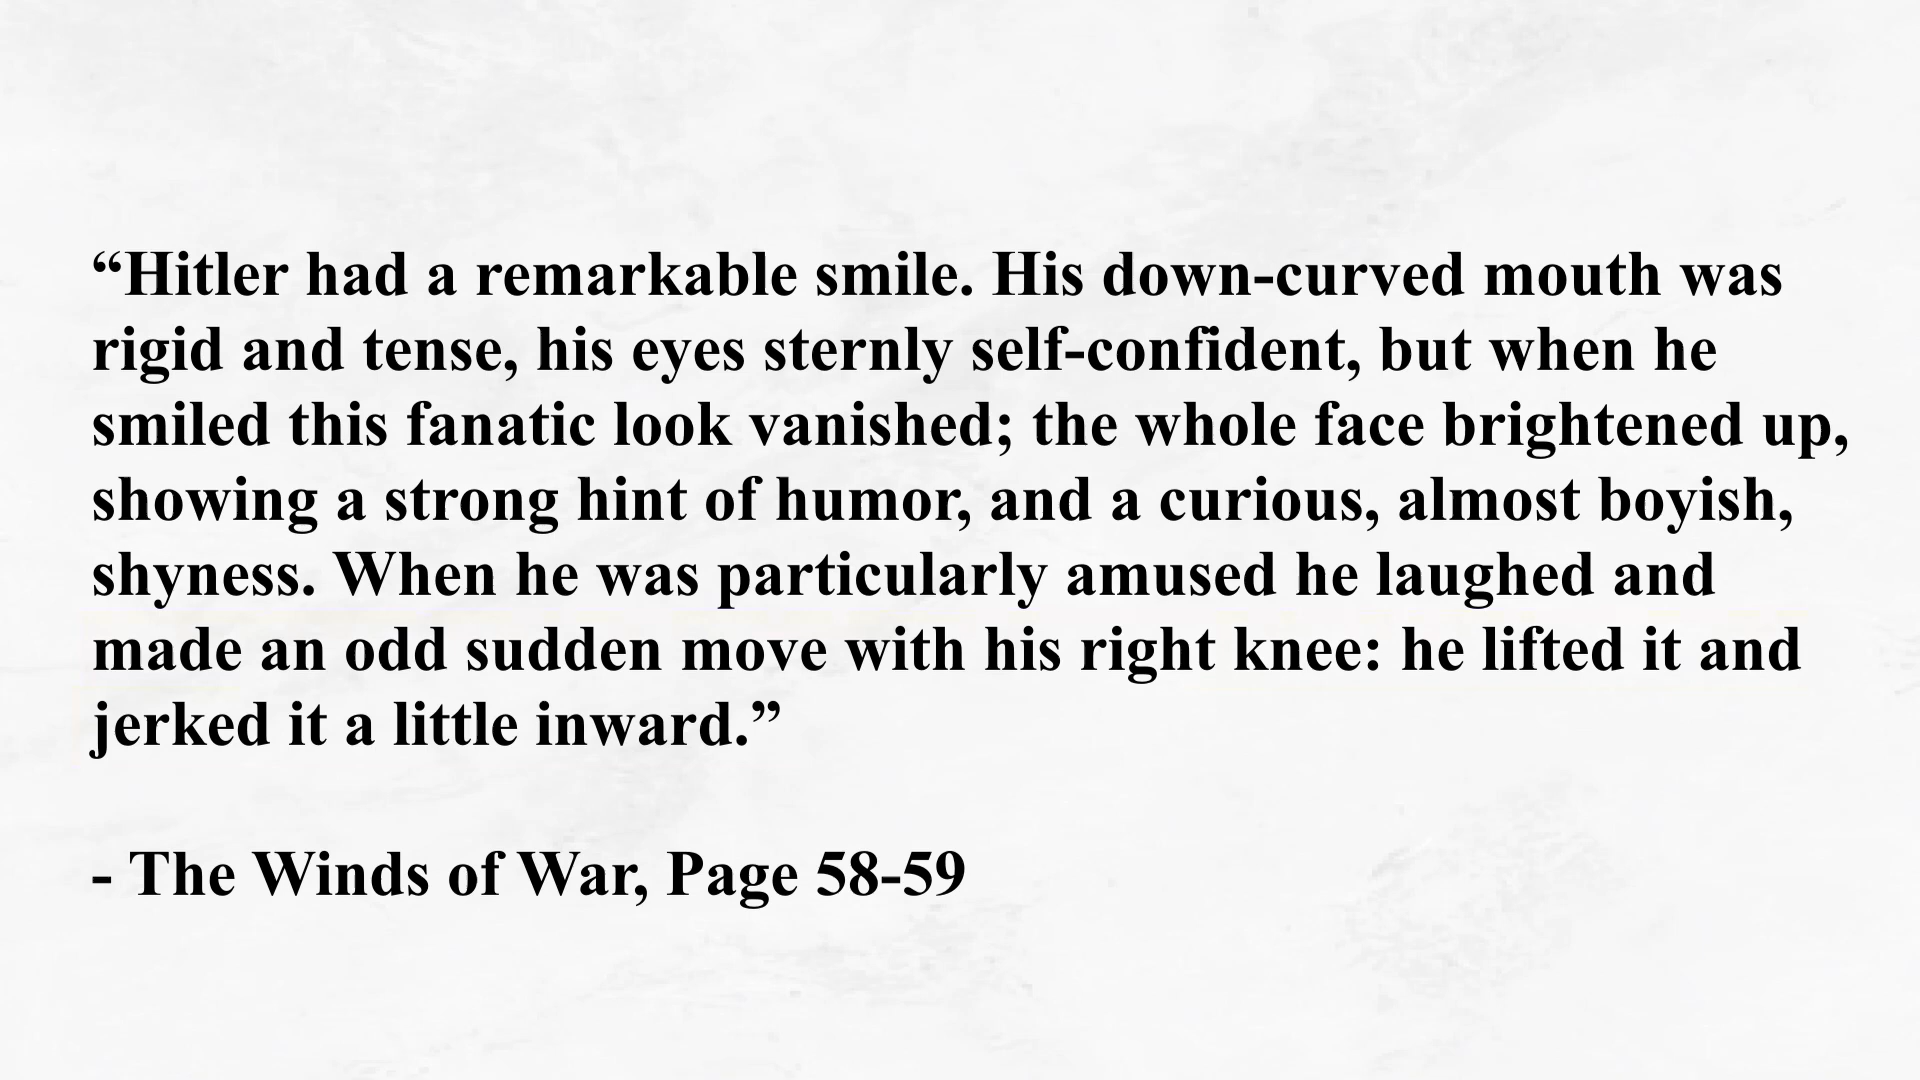 “Hitler had a remarkable smile. His down-curved mouth was
rigid and tense, his eyes sternly self-confident, but when he
smiled this fanatic look vanished; the whole face brightened up,
showing a strong hint of humor, and a curious, almost boyish,
shyness. When he was particularly amused he laughed and
made an odd sudden move with his right knee: he lifted it and
jerked it a little inward.”
- The Winds of War, Page 58-59